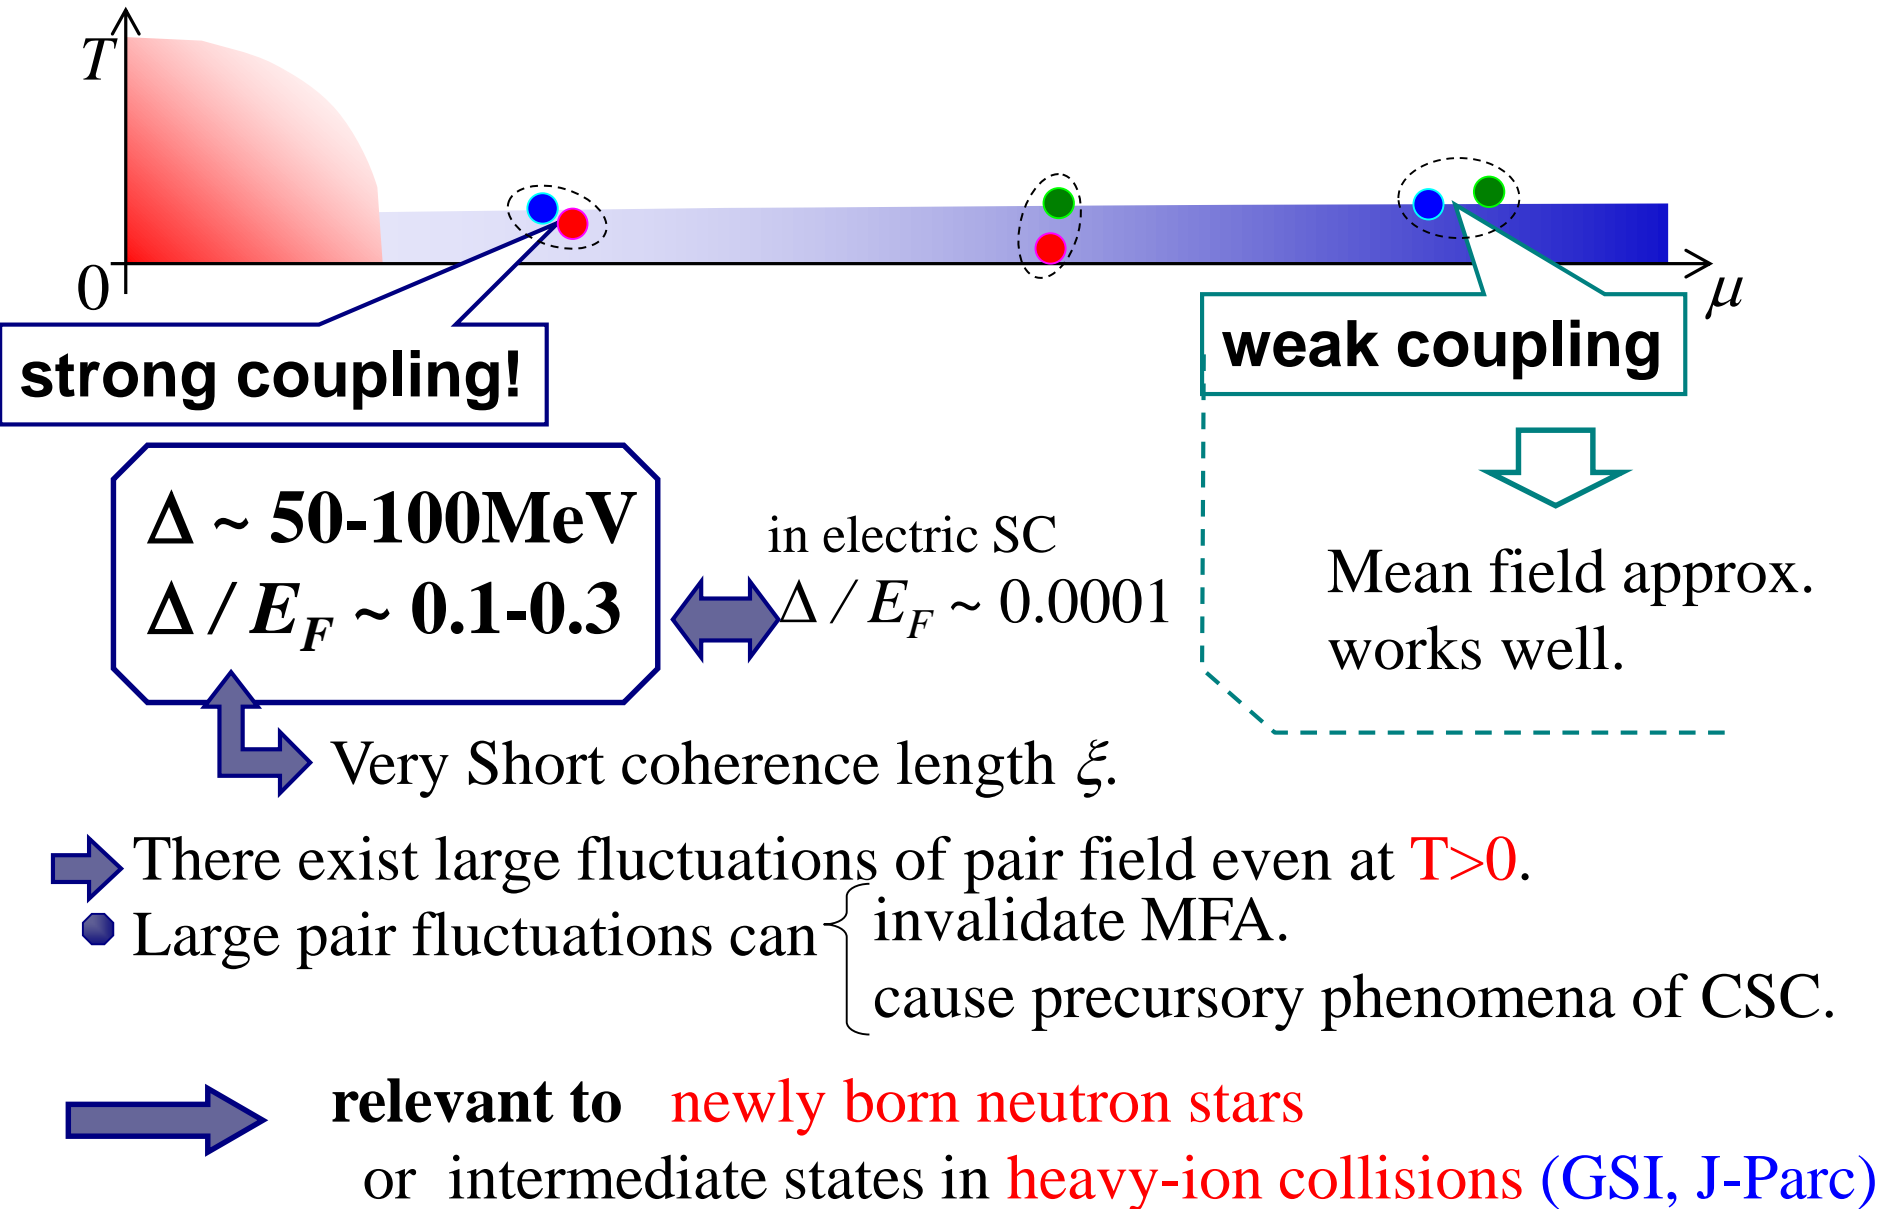 T
0
μ
strong coupling!
weak coupling
Δ ~ 50-100MeV
Δ / E_F ~ 0.1-0.3
in electric SC
Δ / E_F ~ 0.0001
Mean field approx.
works well.
Very Short coherence length ξ.
There exist large fluctuations of pair field even at T>0.
Large pair fluctuations can
invalidate MFA.
cause precursory phenomena of CSC.
relevant to newly born neutron stars
or intermediate states in heavy-ion collisions (GSI, J-Parc)